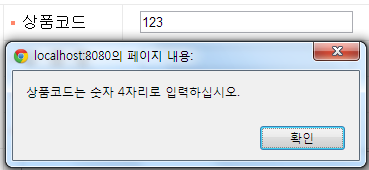 상품코드 123
localhost:8080의 페이지 내용:
상품코드는 숫자 4자리로 입력하십시오.
확인